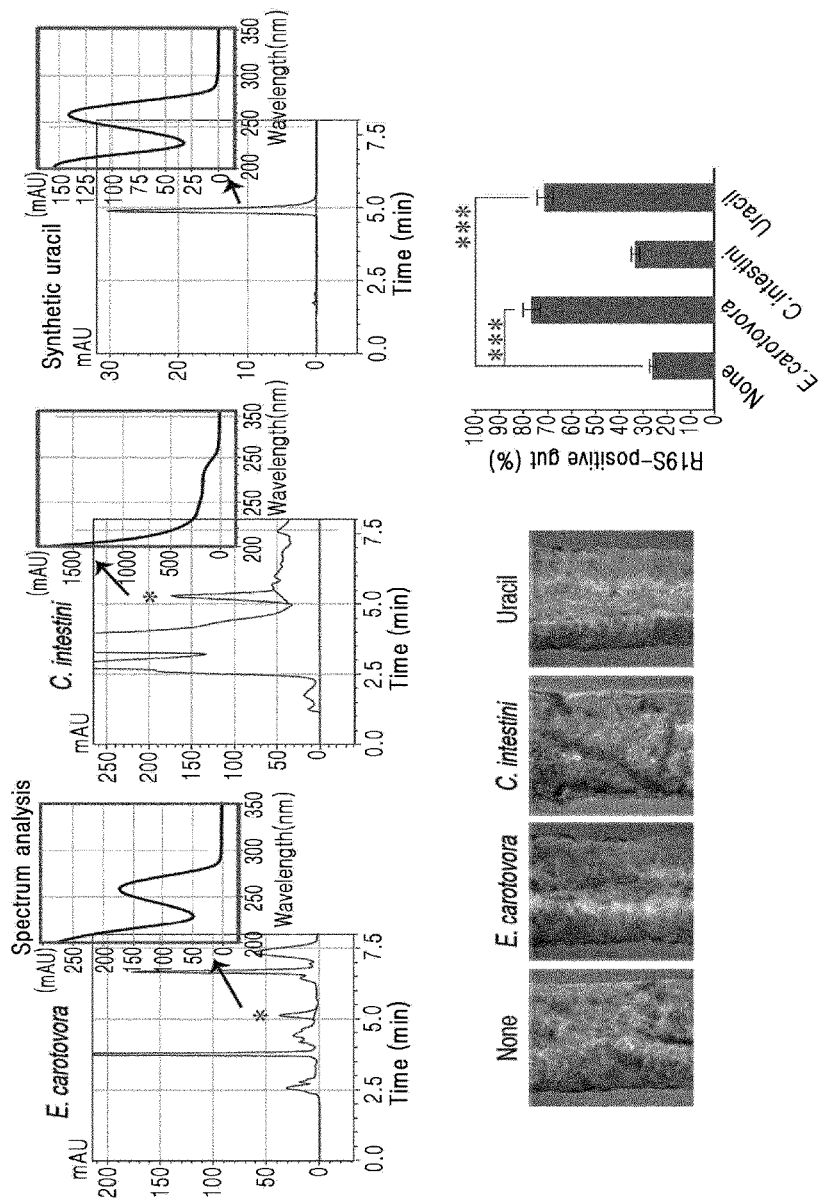 Spectrum analysis
E. carotovora
mAU
200
150
100
50
0
0.0
2.5
5.0
7.5
Time (min)
*
(mAU)
250
200
150
100
50
0
200
250
300
350
Wavelength(nm)
C. intestini
mAU
250
200
150
100
50
0
0.0
2.5
5.0
7.5
Time (min)
*
(mAU)
1500
1000
500
0
200
250
250
350
Wavelength(nm)
Synthetic uracil
mAU
30
20
10
0
0.0
2.5
5.0
7.5
Time (min)
(mAU)
150
125
100
75
50
25
0
200
250
300
350
Wavelength(nm)
None
E. carotovora
C. intestini
Uracil
R19S-positive gut (%)
100
90
80
70
60
50
40
30
20
10
0
***
***
None
E.carotovora
C.intestini
Uracil